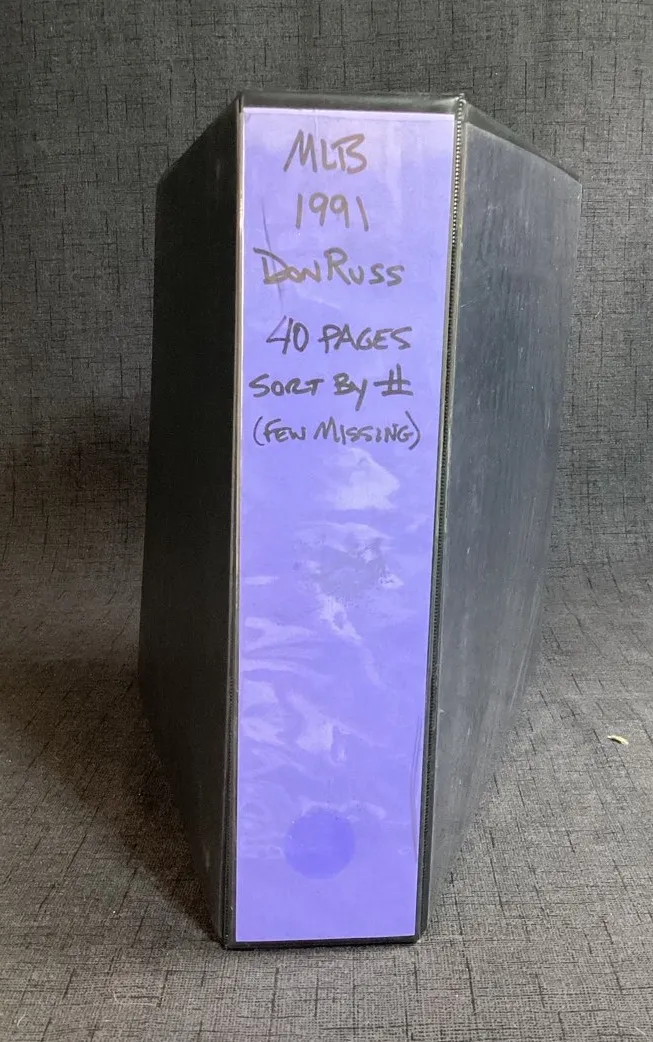 MLB
1991
DonRuss
40 PAGES
SORT By #
(FEW MISSING)